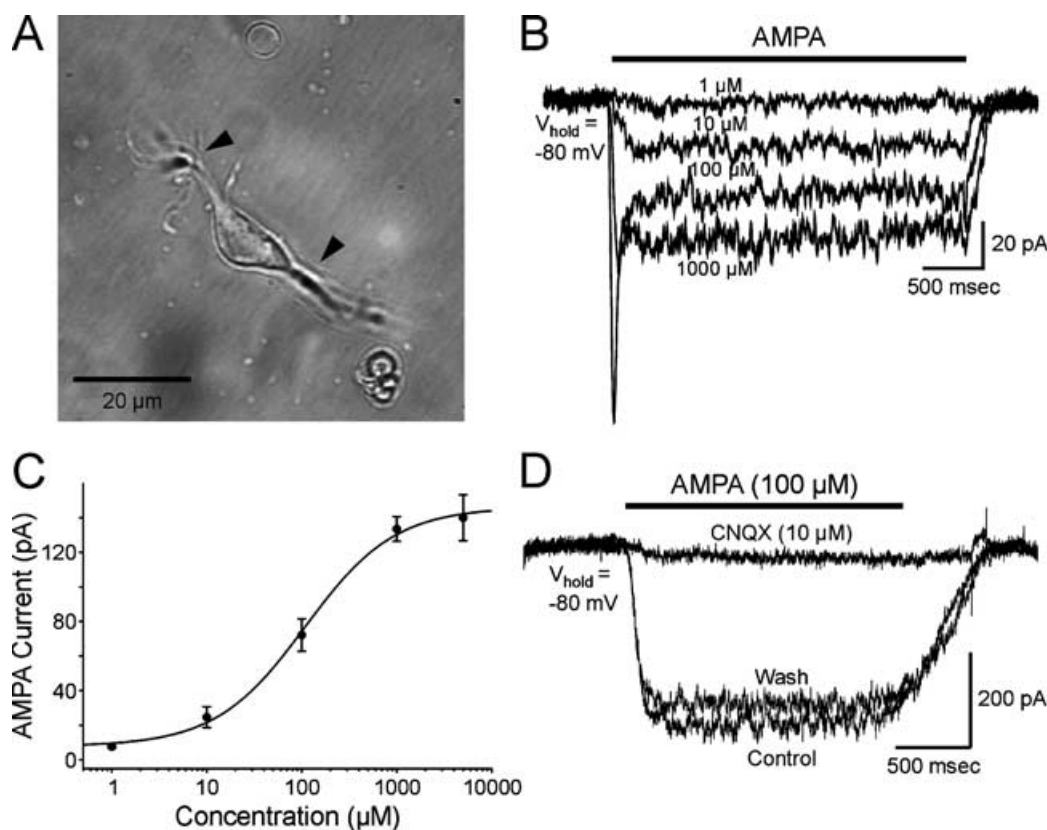 A
20 µm
B
AMPA
1 µM
10 µM
V_hold =
-80 mV
100 µM
1000 µM
20 pA
500 msec
C
AMPA Current (pA)
120
80
40
0
1
10
100
1000
10000
Concentration (µM)
D
AMPA (100 µM)
CNQX (10 µM)
V_hold =
-80 mV
Wash
Control
200 pA
500 msec